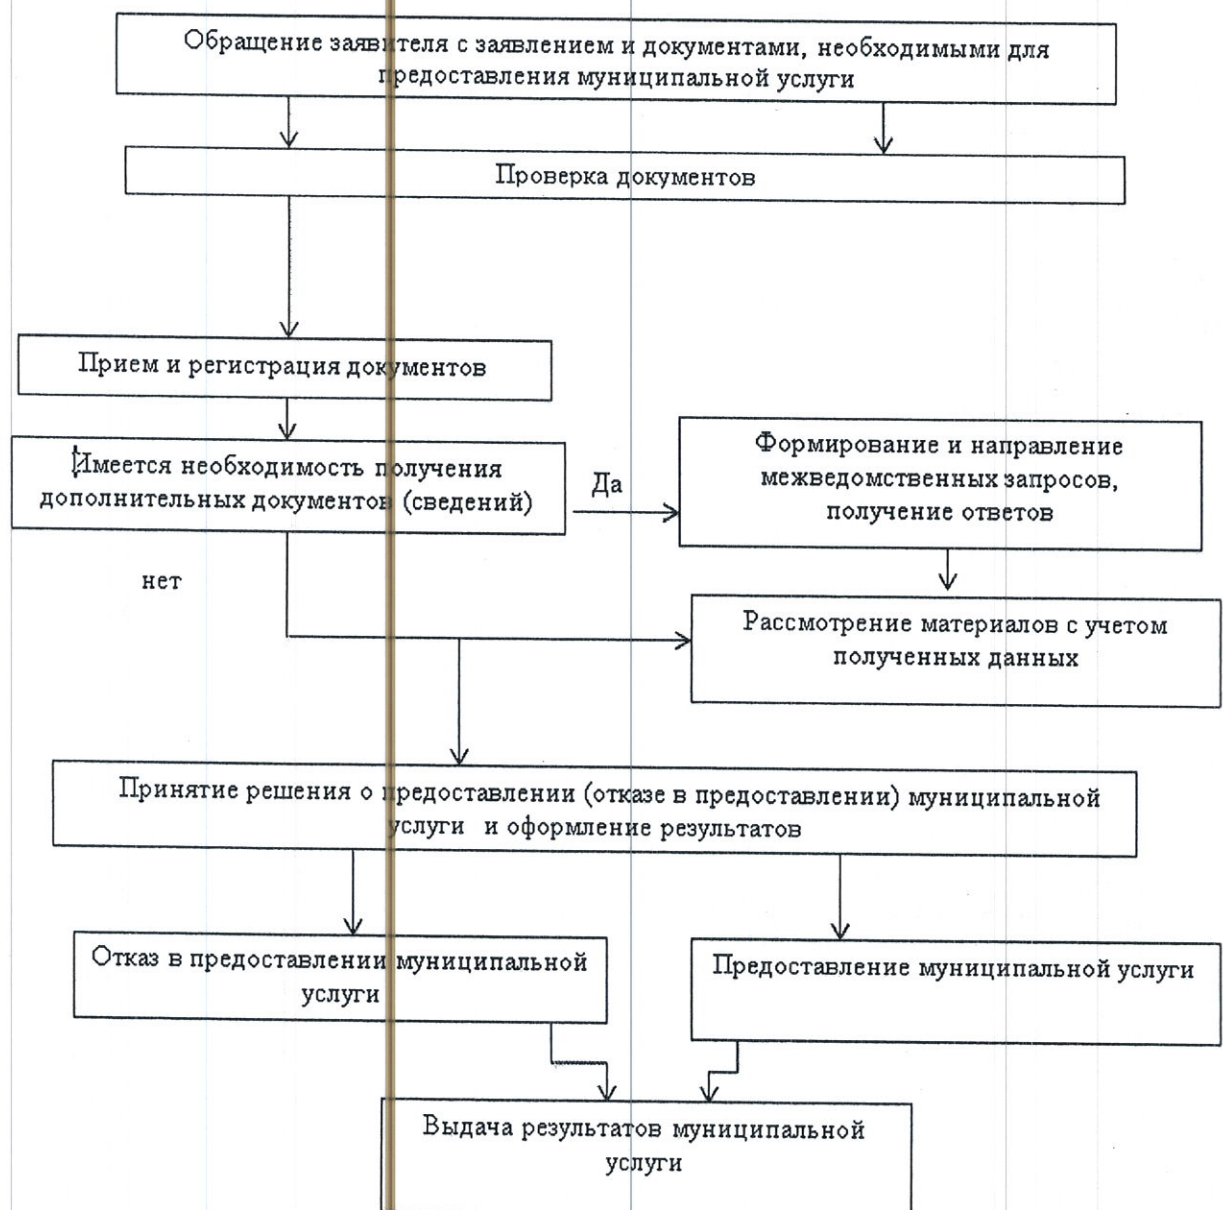 Обращение заявителя с заявлением и документами, необходимыми для
предоставления муниципальной услуги
Проверка документов
Прием и регистрация документов
Имеется необходимость получения
дополнительных документов (сведений)
Да
Формирование и направление
межведомственных запросов,
получение ответов
нет
Рассмотрение материалов с учетом
полученных данных
Принятие решения о предоставлении (отказе в предоставлении) муниципальной
услуги и оформление результатов
Отказ в предоставлении муниципальной
услуги
Предоставление муниципальной услуги
Выдача результатов муниципальной
услуги